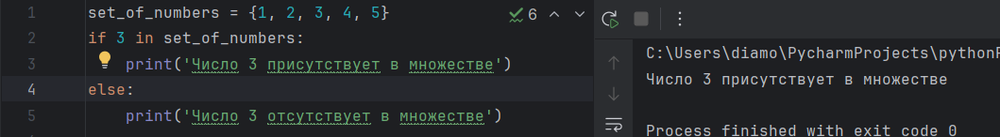 1 set_of_numbers = {1, 2, 3, 4, 5}
2 if 3 in set_of_numbers:
3 print('Число 3 присутствует в множестве')
4 else:
5 print('Число 3 отсутствует в множестве')
6
C:\Users\diamo\PycharmProjects\pythonP
Число 3 присутствует в множестве
Process finished with exit code 0